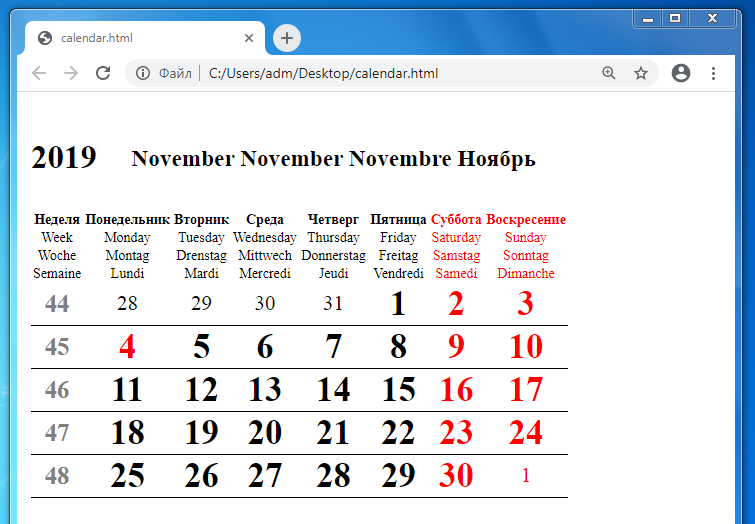 calendar.html
Файл C:/Users/adm/Desktop/calendar.html
2019 November November Novembre Ноябрь
Неделя Понедельник Вторник Среда Четверг Пятница Суббота Воскресение
Week Monday Tuesday Wednesday Thursday Friday Saturday Sunday
Woche Montag Drenstag Mittwech Donnerstag Freitag Samstag Sonntag
Semaine Lundi Mardi Mercredi Jeudi Vendredi Samedi Dimanche
44 28 29 30 31 1 2 3
45 4 5 6 7 8 9 10
46 11 12 13 14 15 16 17
47 18 19 20 21 22 23 24
48 25 26 27 28 29 30 1